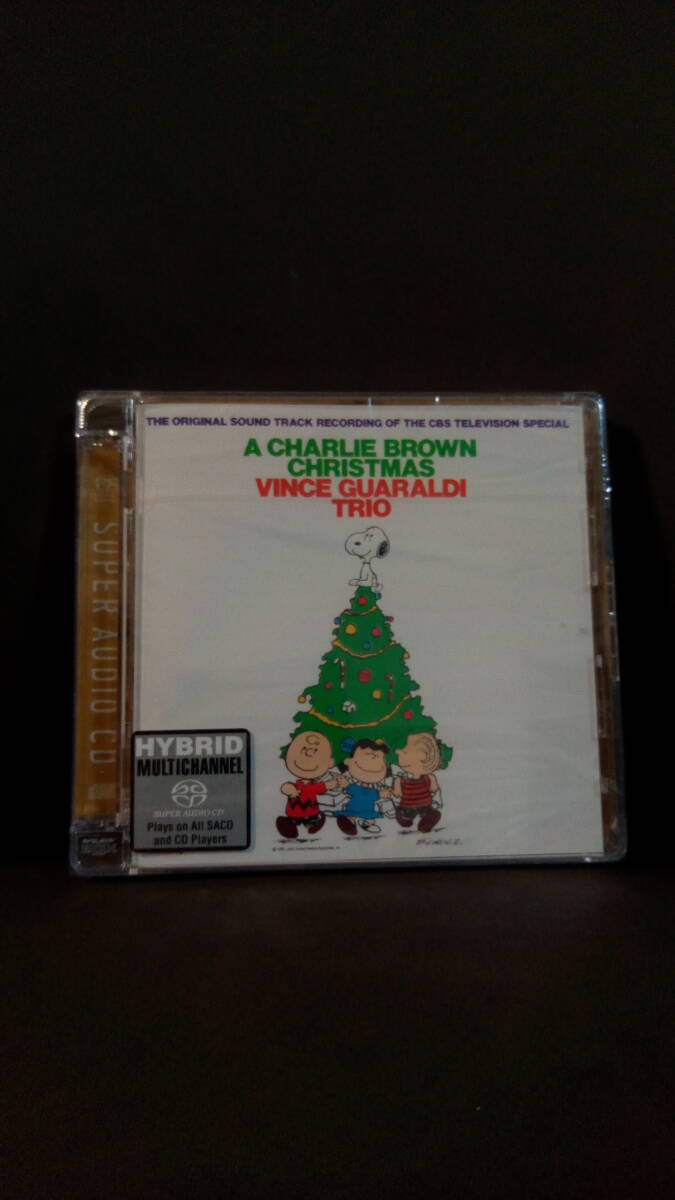 THE ORIGINAL SOUND TRACK RECORDING OF THE CBS TELEVISION SPECIAL
A CHARLIE BROWN
CHRISTMAS
VINCE GUARALDI
TRIO
SUPER AUDIO CD
HYBRID
MULTICHANNEL
SUPER AUDIO CD
Plays on All SACD
and CD Players